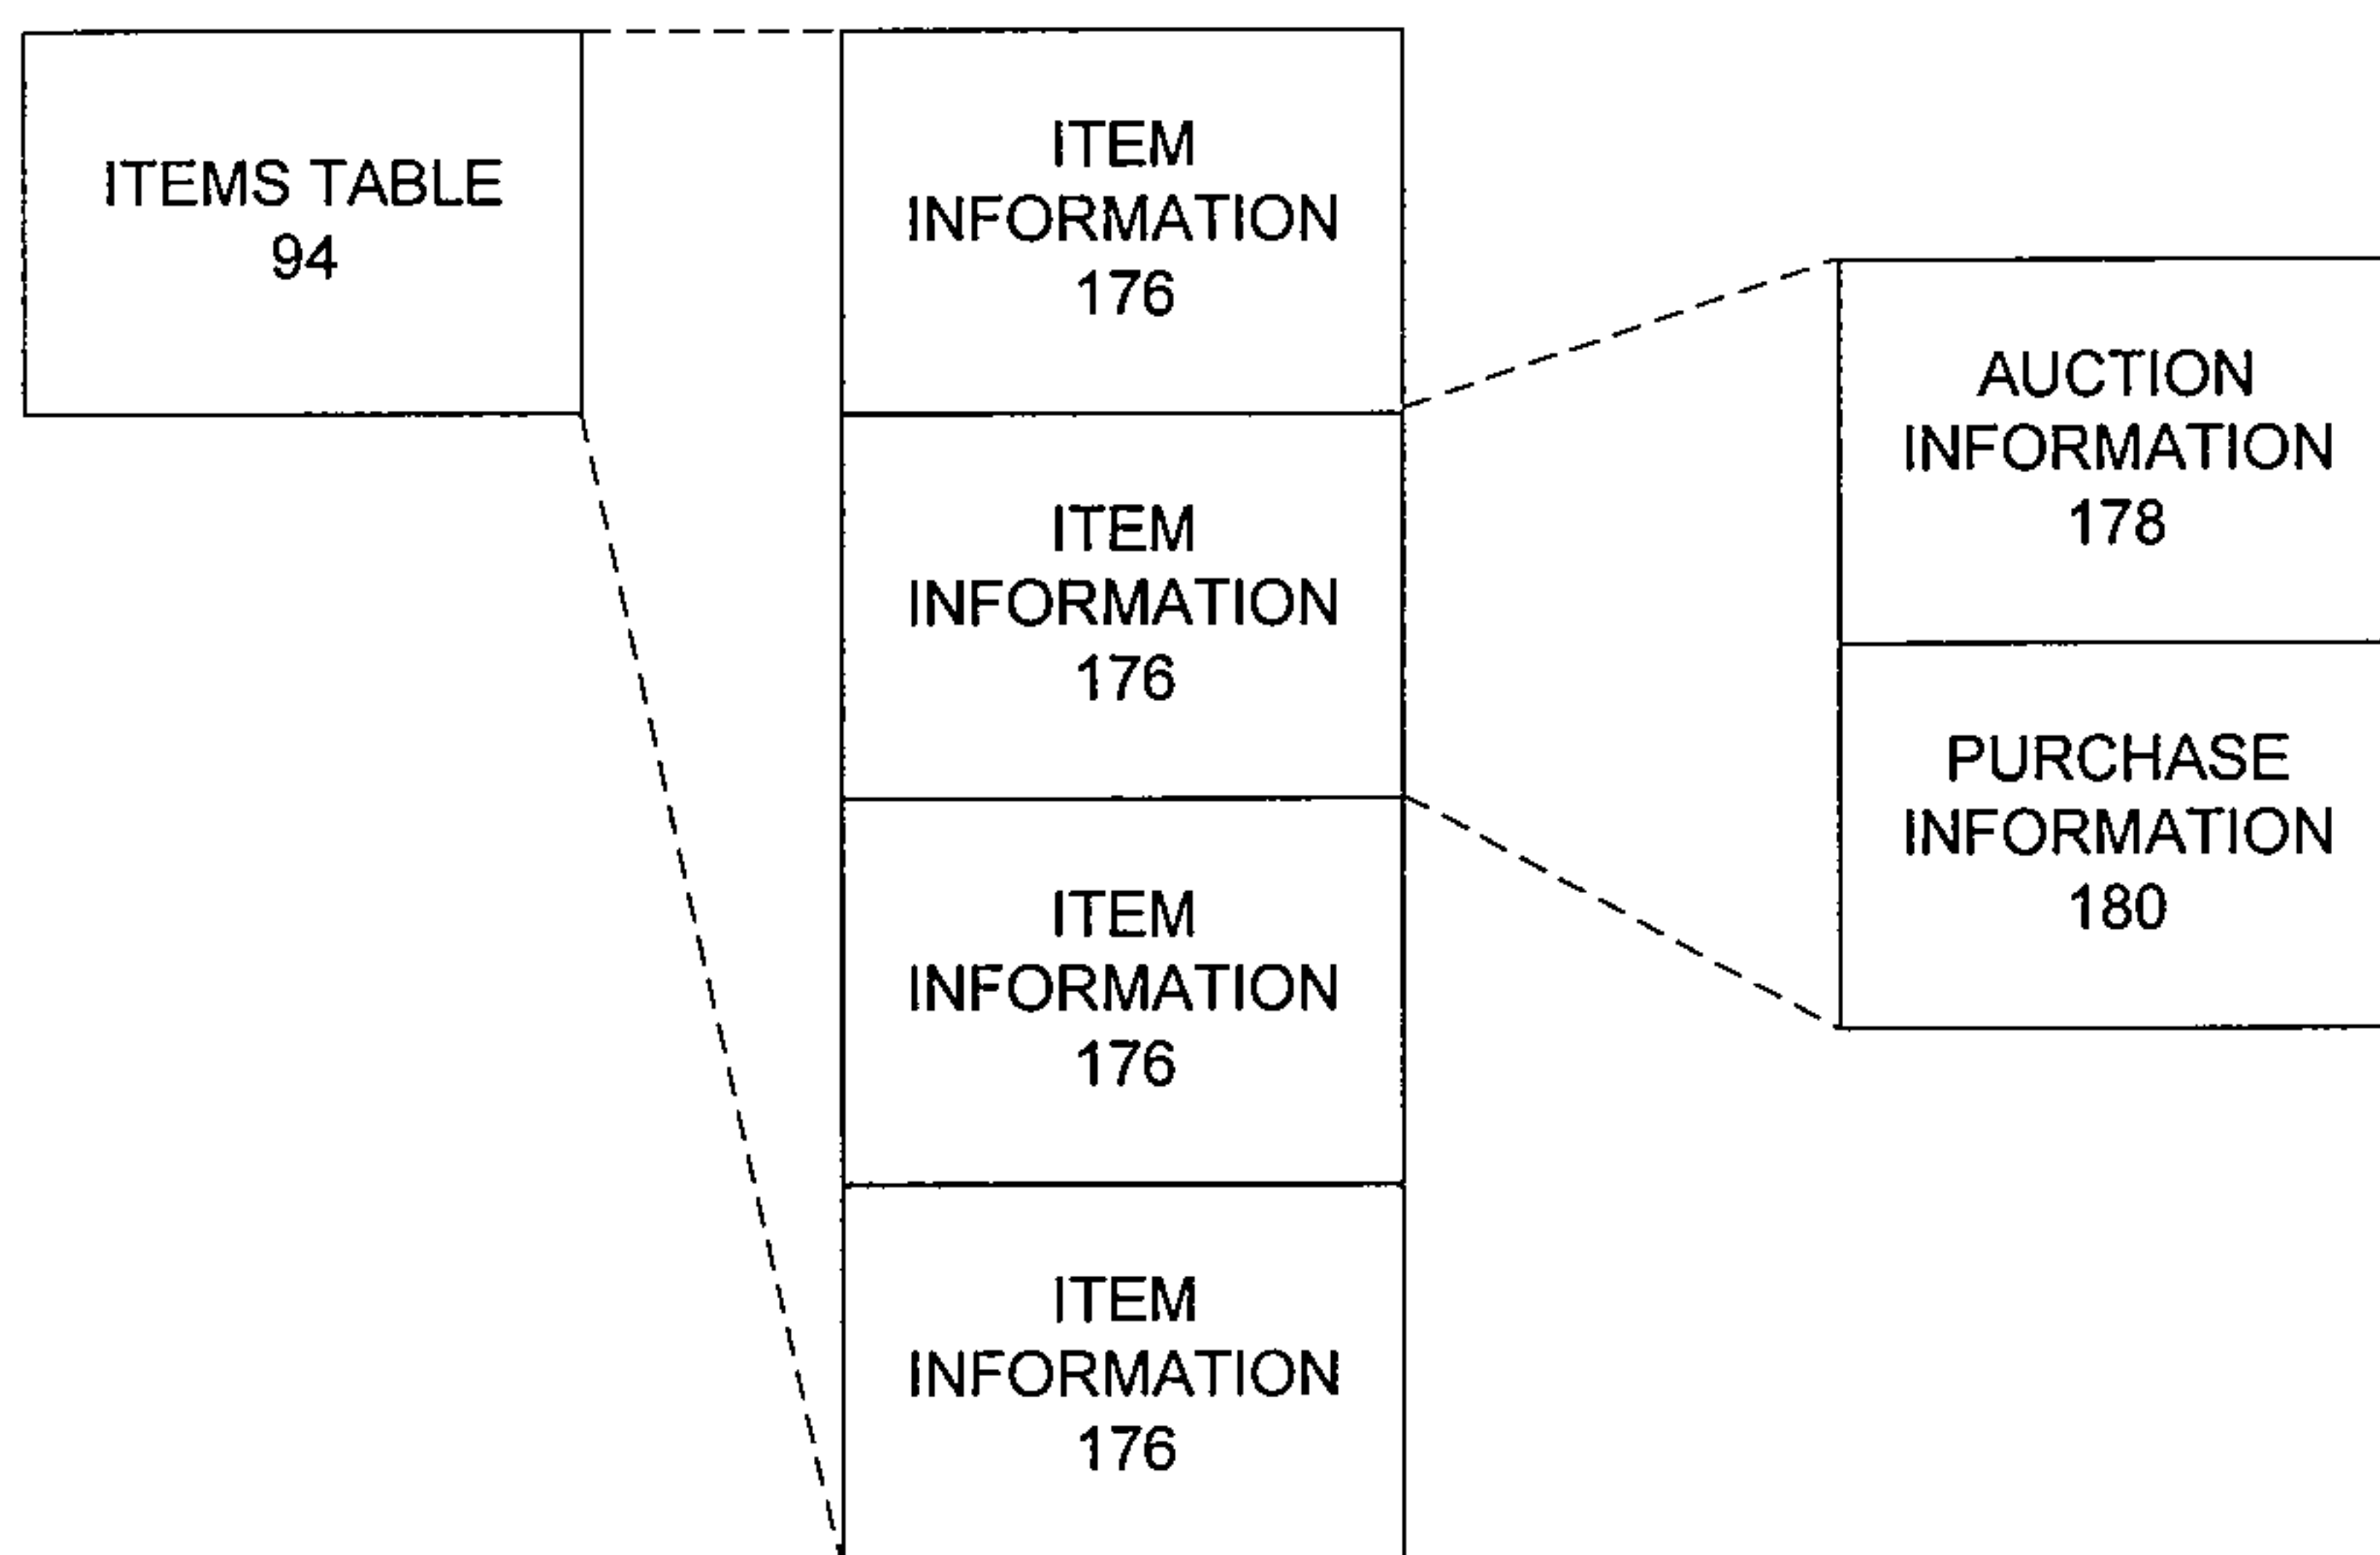 ITEMS TABLE
94
ITEM
INFORMATION
176
ITEM
INFORMATION
176
ITEM
INFORMATION
176
ITEM
INFORMATION
176
AUCTION
INFORMATION
178
PURCHASE
INFORMATION
180